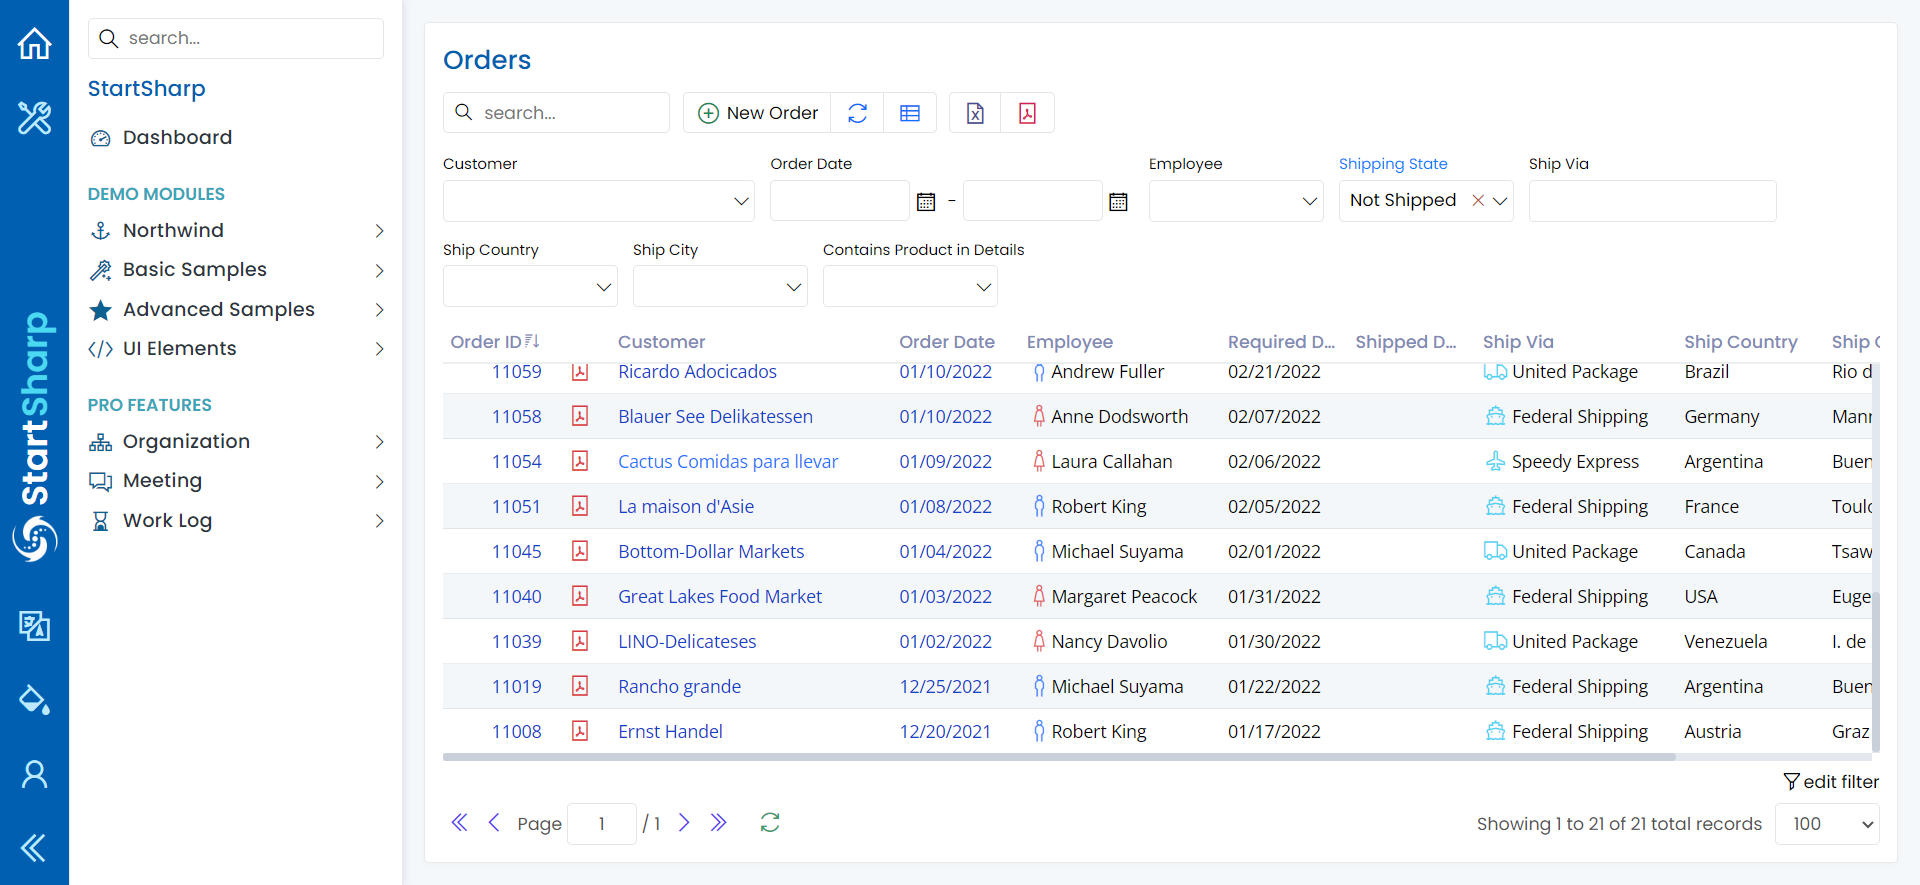 search...
StartSharp
Dashboard
DEMO MODULES
Northwind
Basic Samples
Advanced Samples
UI Elements
PRO FEATURES
Organization
Meeting
Work Log
StartSharp
Orders
search...
New Order
Customer
Order Date
Employee
Shipping State
Ship Via
-
Not Shipped
Ship Country
Ship City
Contains Product in Details
Order ID Customer Order Date Employee Required D... Shipped D... Ship Via Ship Country Ship C
11059 Ricardo Adocicados 01/10/2022 Andrew Fuller 02/21/2022 United Package Brazil Rio d
11058 Blauer See Delikatessen 01/10/2022 Anne Dodsworth 02/07/2022 Federal Shipping Germany Mann
11054 Cactus Comidas para llevar 01/09/2022 Laura Callahan 02/06/2022 Speedy Express Argentina Buen
11051 La maison d'Asie 01/08/2022 Robert King 02/05/2022 Federal Shipping France Toulo
11045 Bottom-Dollar Markets 01/04/2022 Michael Suyama 02/01/2022 United Package Canada Tsaw
11040 Great Lakes Food Market 01/03/2022 Margaret Peacock 01/31/2022 Federal Shipping USA Euge
11039 LINO-Delicateses 01/02/2022 Nancy Davolio 01/30/2022 United Package Venezuela I. de
11019 Rancho grande 12/25/2021 Michael Suyama 01/22/2022 Federal Shipping Argentina Buen
11008 Ernst Handel 12/20/2021 Robert King 01/17/2022 Federal Shipping Austria Graz
edit filter
Page 1 / 1
Showing 1 to 21 of 21 total records
100